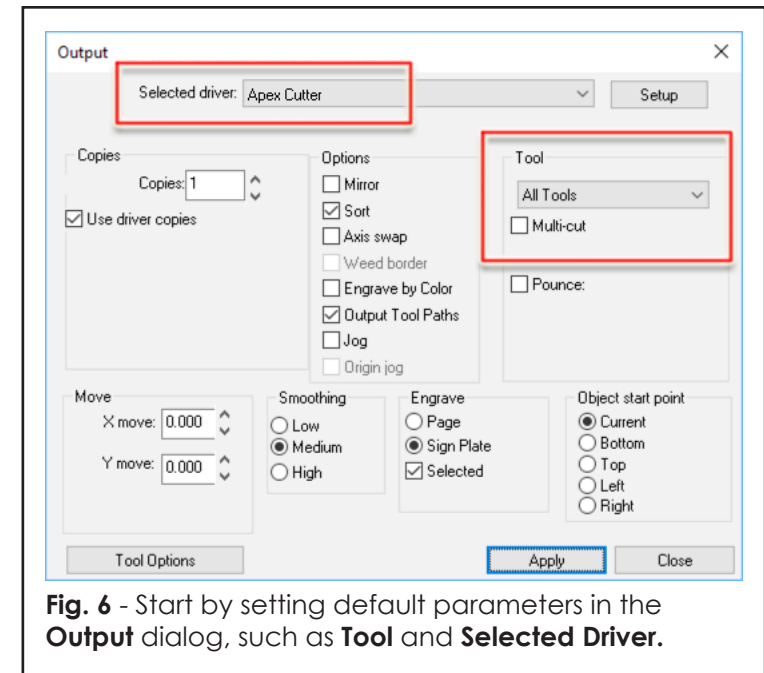 Output
Selected driver: Apex Cutter
Setup
Copies
Copies: 1
Use driver copies
Options
Mirror
Sort
Axis swap
Weed border
Engrave by Color
Output Tool Paths
Jog
Origin jog
Tool
All Tools
Multi-cut
Pounce:
Move
X move: 0.000
Y move: 0.000
Smoothing
Low
Medium
High
Engrave
Page
Sign Plate
Selected
Object start point
Current
Bottom
Top
Left
Right
Tool Options
Apply
Close
Fig. 6 - Start by setting default parameters in the
Output dialog, such as Tool and Selected Driver.